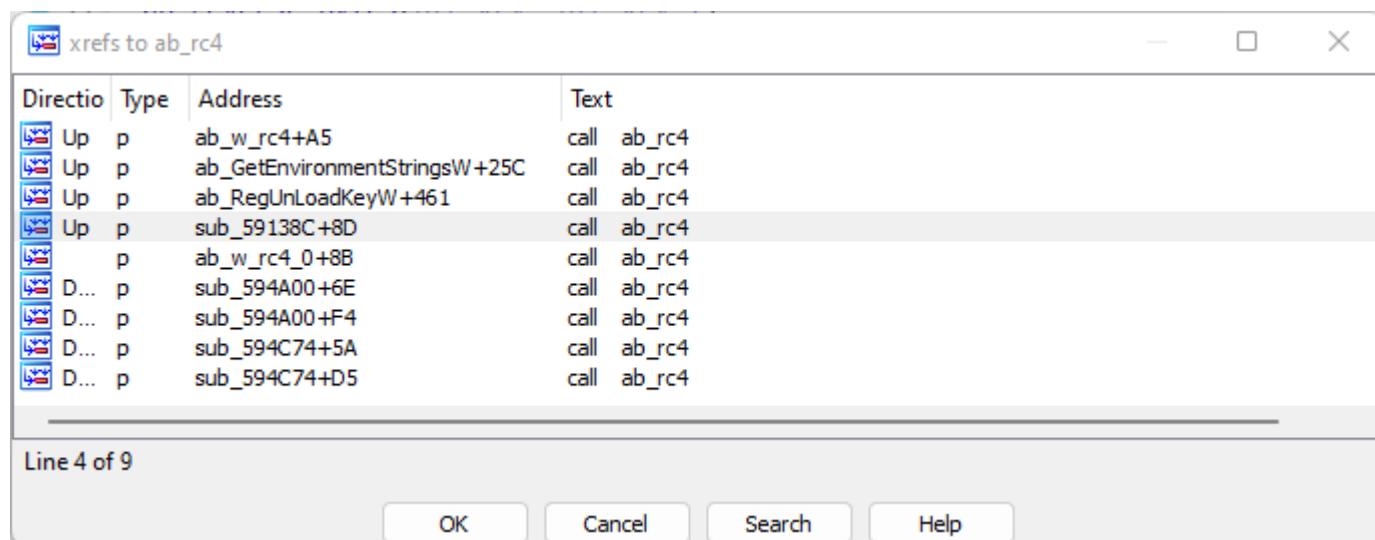 xrefs to ab_rc4
Directio Type Address Text
Up p ab_w_rc4+A5 call ab_rc4
Up p ab_GetEnvironmentStringsW+25C call ab_rc4
Up p ab_RegUnLoadKeyW+461 call ab_rc4
Up p sub_59138C+8D call ab_rc4
p ab_w_rc4_0+8B call ab_rc4
D... p sub_594A00+6E call ab_rc4
D... p sub_594A00+F4 call ab_rc4
D... p sub_594C74+5A call ab_rc4
D... p sub_594C74+D5 call ab_rc4
Line 4 of 9
OK Cancel Search Help